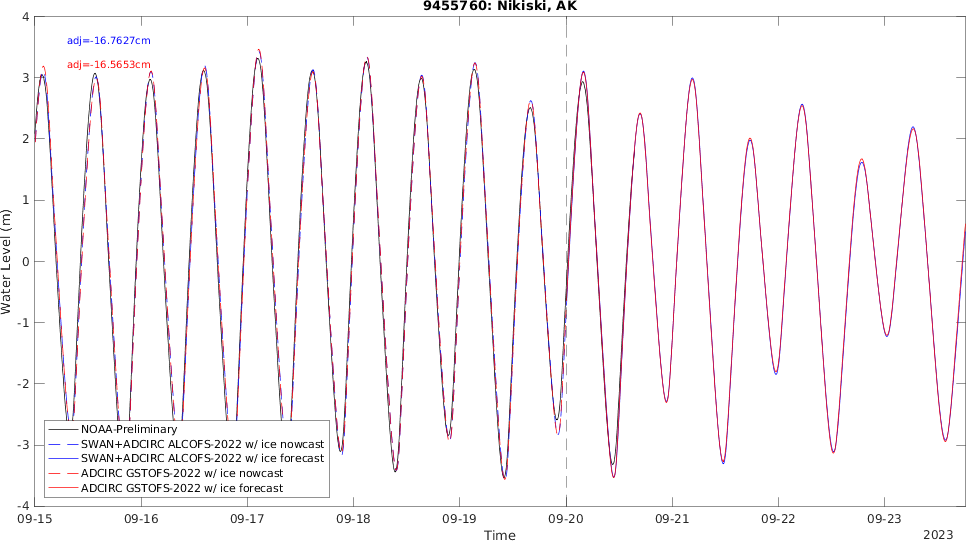 9455760: Nikiski, AK
adj=-16.7627cm
adj=-16.5653cm
4
3
2
1
0
-1
-2
-3
-4
Water Level (m)
NOAA-Preliminary
SWAN+ADCIRC ALCOFS-2022 w/ ice nowcast
SWAN+ADCIRC ALCOFS-2022 w/ ice forecast
ADCIRC GSTOFS-2022 w/ ice nowcast
ADCIRC GSTOFS-2022 w/ ice forecast
09-15 09-16 09-17 09-18 09-19 09-20 09-21 09-22 09-23
Time
2023